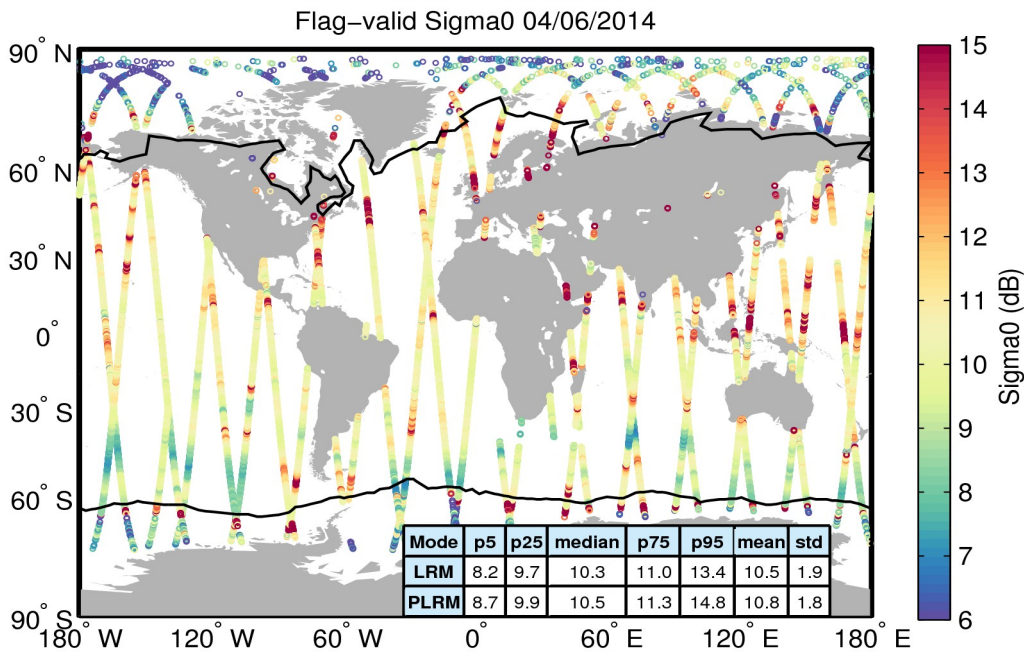 Flag−valid Sigma0 04/06/2014
90° N
60° N
30° N
0°
30° S
60° S
90° S
180° W
120° W
60° W
0°
60° E
120° E
180° E
15
14
13
12
11
10
9
8
7
6
Sigma0 (dB)
Mode p5 p25 median p75 p95 mean std
LRM 8.2 9.7 10.3 11.0 13.4 10.5 1.9
PLRM 8.7 9.9 10.5 11.3 14.8 10.8 1.8